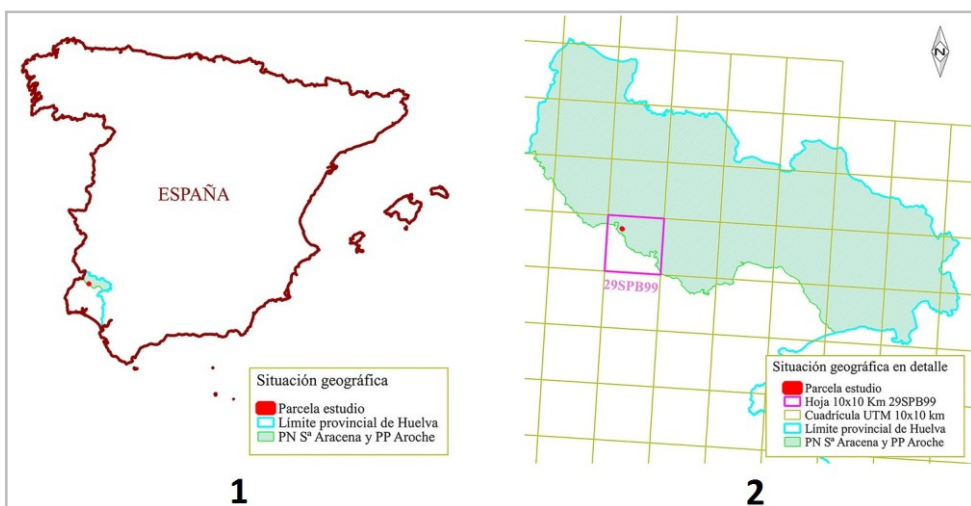 ESPAÑA
Situación geográfica
Parcela estudio
Límite provincial de Huelva
PN Sª Aracena y PP Aroche
1
N
29SPB99
Situación geográfica en detalle
Parcela estudio
Hoja 10x10 Km 29SPB99
Cuadrícula UTM 10x10 km
Límite provincial de Huelva
PN Sª Aracena y PP Aroche
2